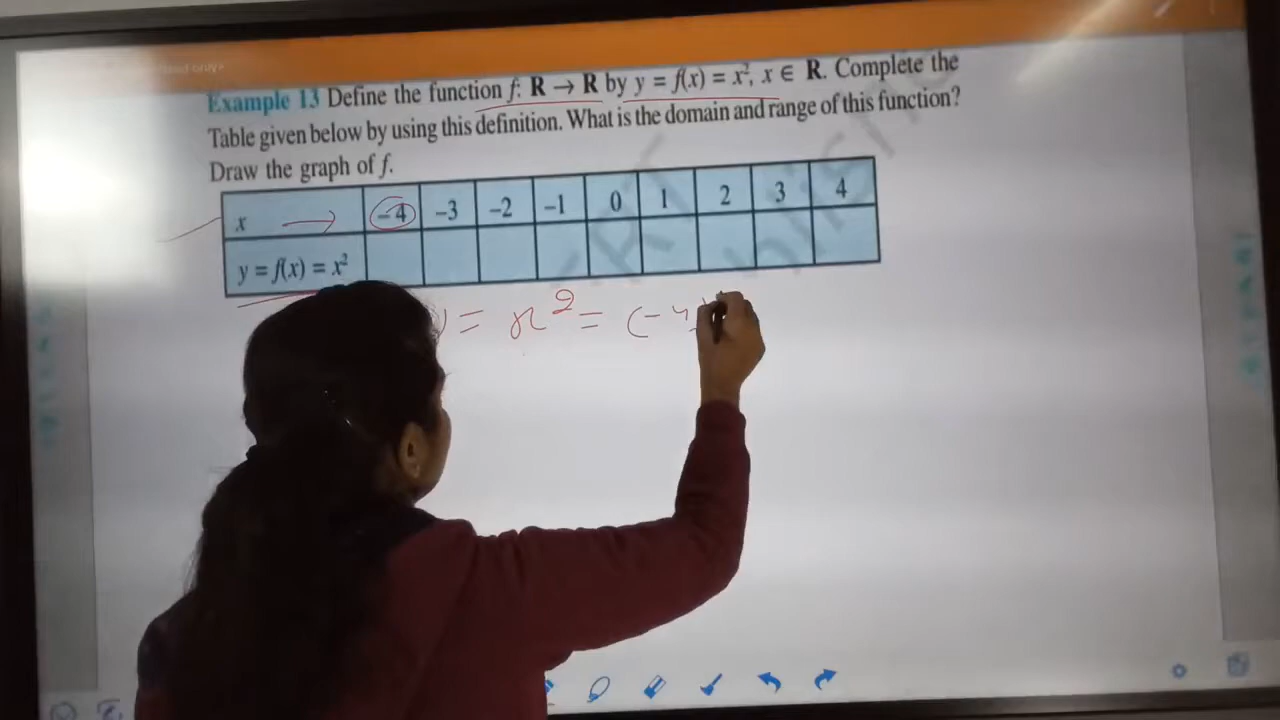 Example 13 Define the function f: R → R by y = f(x) = x², x ∈ R. Complete the
Table given below by using this definition. What is the domain and range of this function?
Draw the graph of f.
x → −4 −3 −2 −1 0 1 2 3 4
y = f(x) = x²
) = x² = (-4)